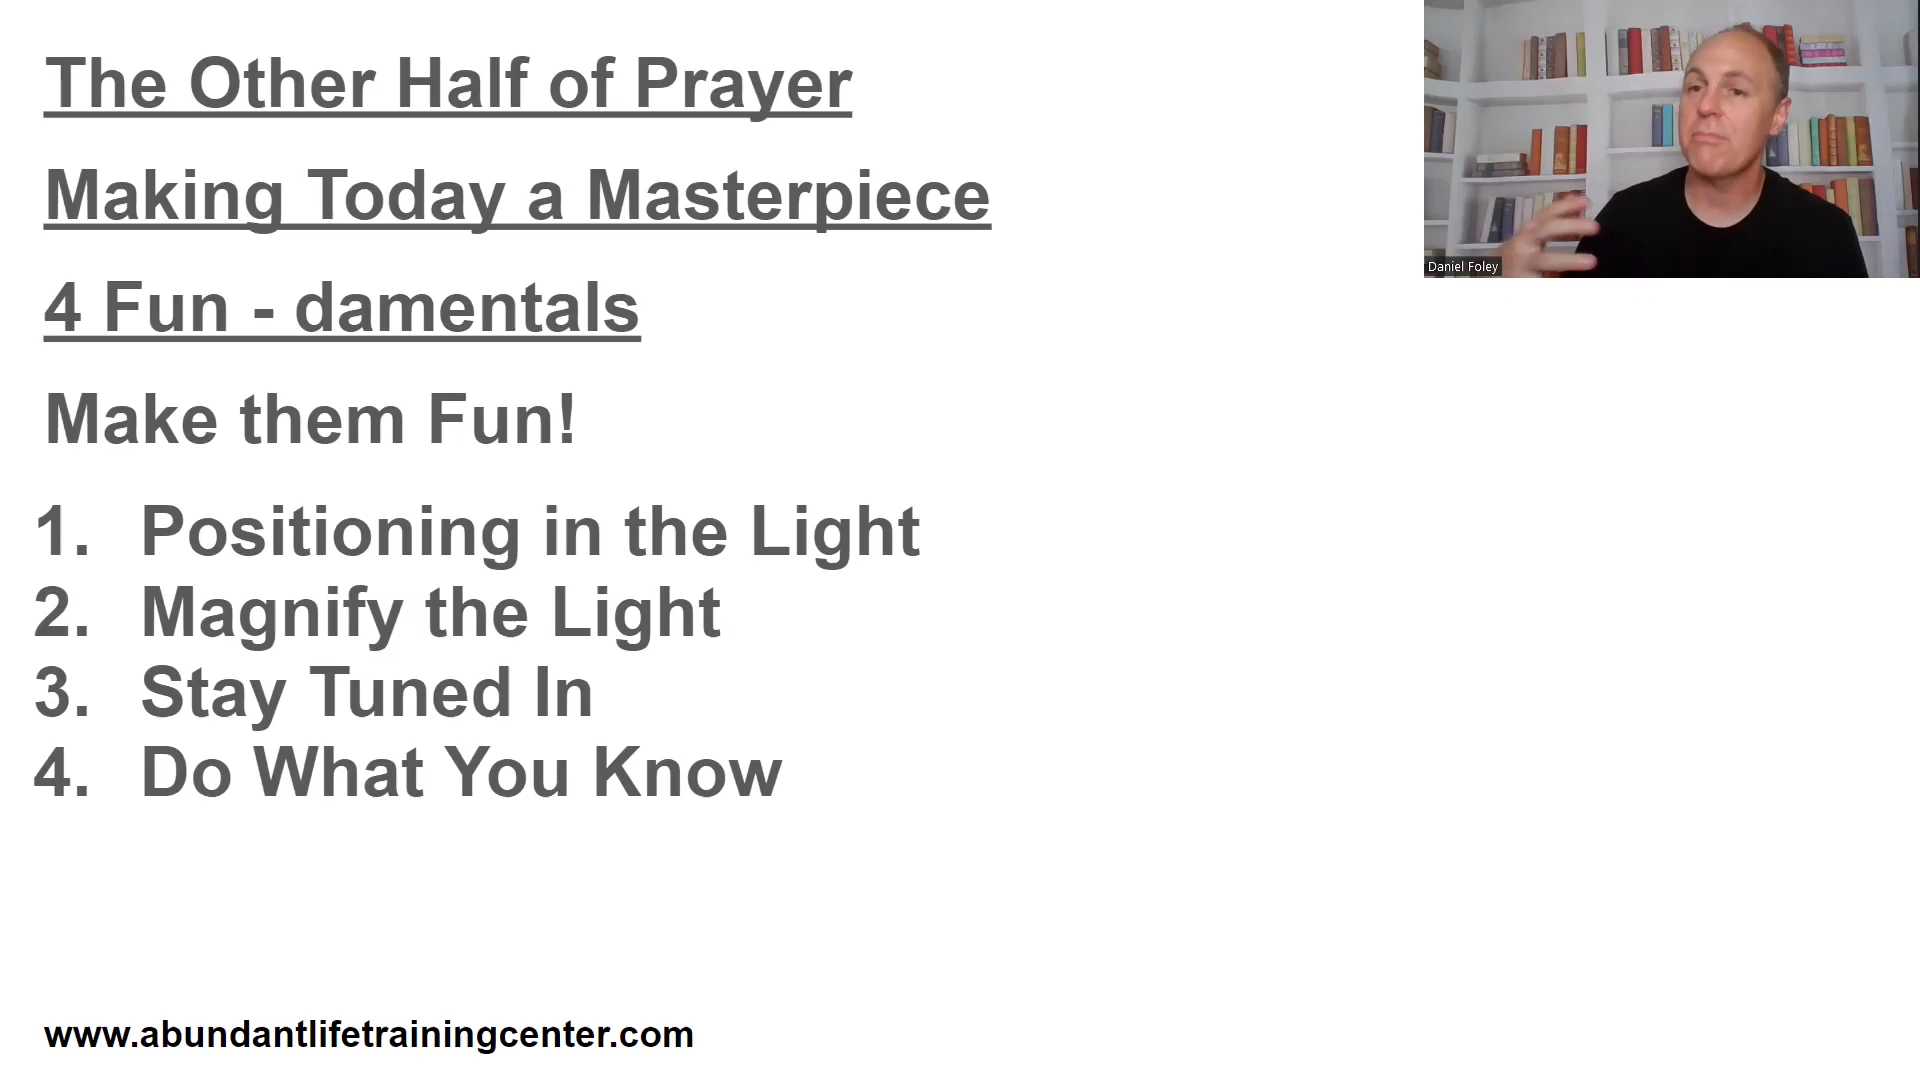 The Other Half of Prayer
Making Today a Masterpiece
4 Fun - damentals
Make them Fun!
1. Positioning in the Light
2. Magnify the Light
3. Stay Tuned In
4. Do What You Know
Daniel Foley
www.abundantlifetrainingcenter.com